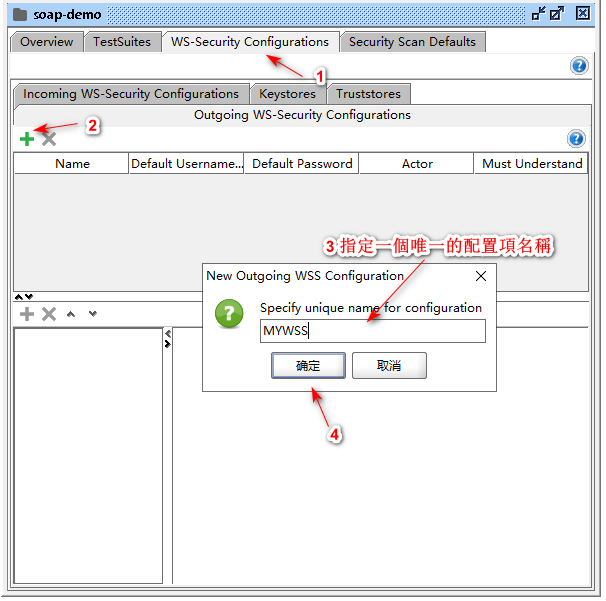 soap-demo
Overview TestSuites WS-Security Configurations Security Scan Defaults
1
Incoming WS-Security Configurations Keystores Truststores
Outgoing WS-Security Configurations
2
Name Default Username... Default Password Actor Must Understand
3 指定一個唯一的配置項名稱
New Outgoing WSS Configuration
Specify unique name for configuration
MYWSS
确定 取消
4